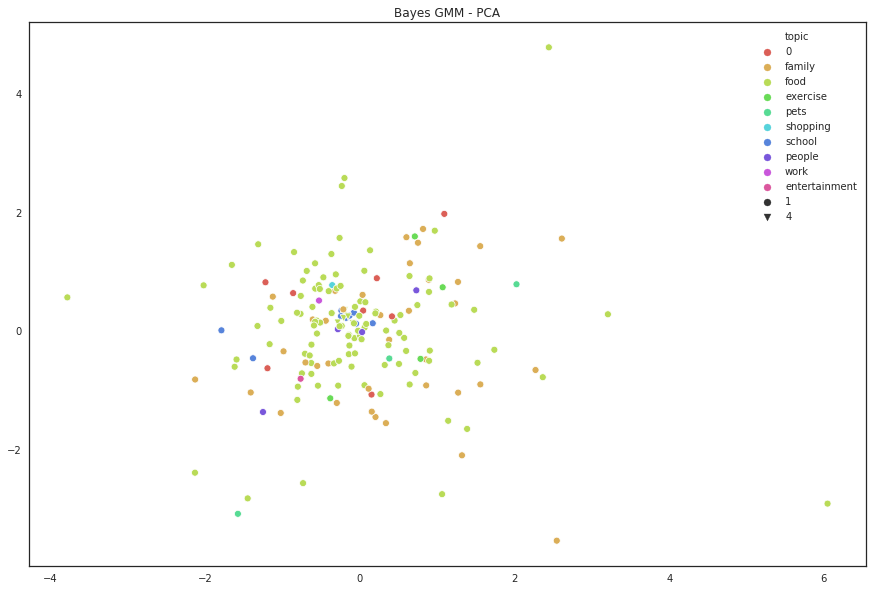 Bayes GMM - PCA
topic
0
family
food
exercise
pets
shopping
school
people
work
entertainment
1
4
4
2
0
−2
−4
−2
0
2
4
6